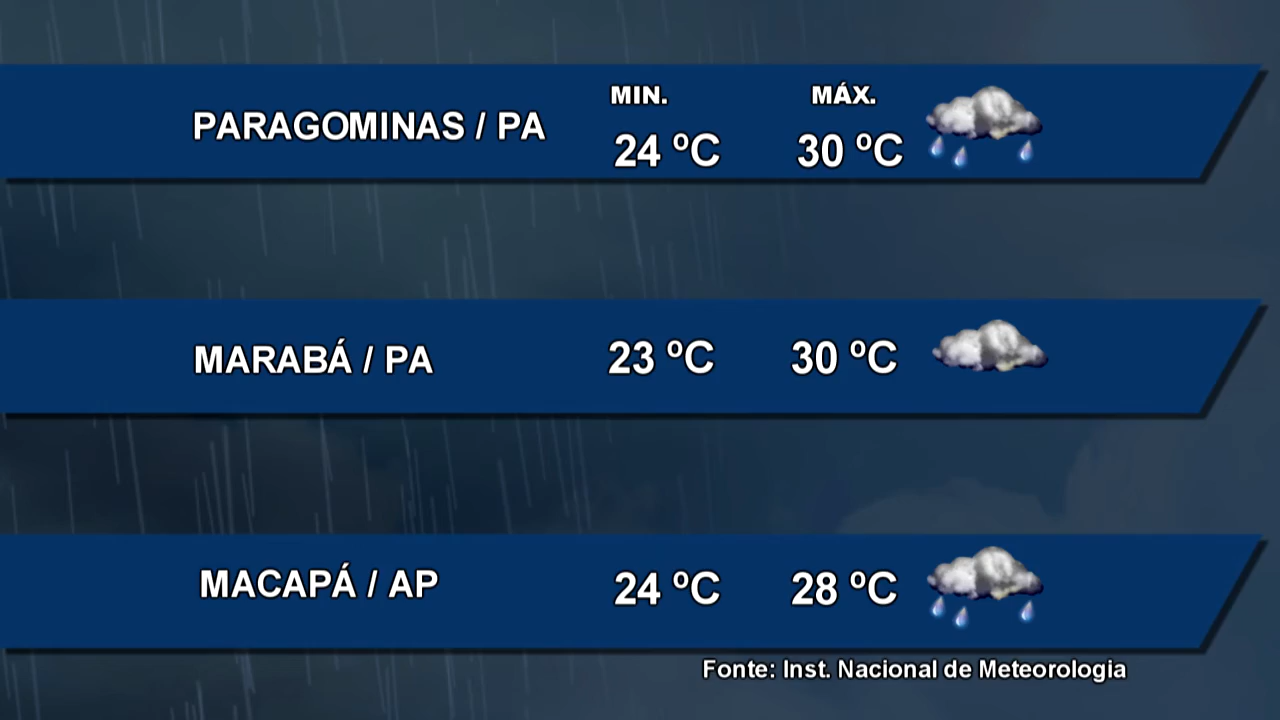 MIN. MÁX.
PARAGOMINAS / PA 24 ºC 30 ºC
MARABÁ / PA 23 ºC 30 ºC
MACAPÁ / AP 24 ºC 28 ºC
Fonte: Inst. Nacional de Meteorologia